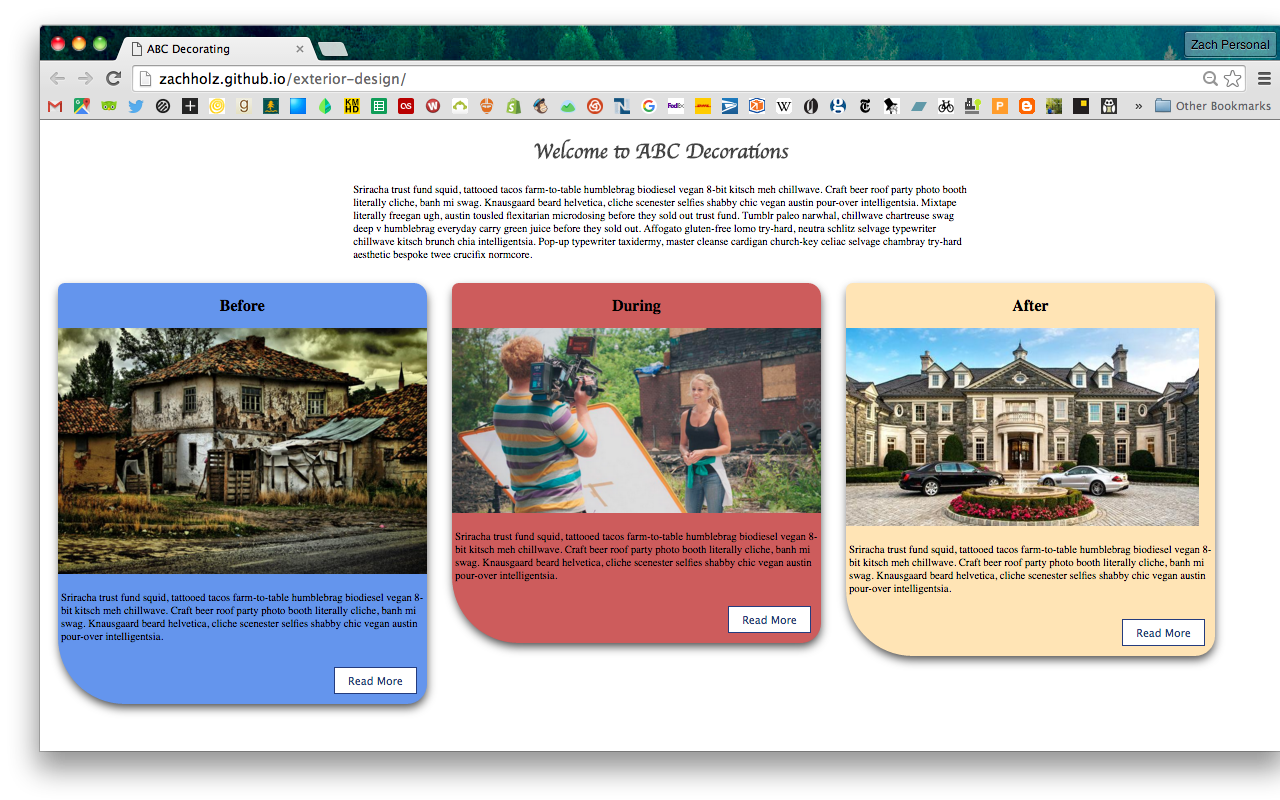 ABC Decorating
Zach Personal
zachholz.github.io/exterior-design/
KM
HD
FedEx
W
P
» Other Bookmarks
Welcome to ABC Decorations
Sriracha trust fund squid, tattooed tacos farm-to-table humblebrag biodiesel vegan 8-bit kitsch meh chillwave. Craft beer roof party photo booth
literally cliche, banh mi swag. Knausgaard beard helvetica, cliche scenester selfies shabby chic vegan austin pour-over intelligentsia. Mixtape
literally freegan ugh, austin tousled flexitarian microdosing before they sold out trust fund. Tumblr paleo narwhal, chillwave chartreuse swag
deep v humblebrag everyday carry green juice before they sold out. Affogato gluten-free lomo try-hard, neutra schlitz selvage typewriter
chillwave kitsch brunch chia intelligentsia. Pop-up typewriter taxidermy, master cleanse cardigan church-key celiac selvage chambray try-hard
aesthetic bespoke twee crucifix normcore.
Before
Sriracha trust fund squid, tattooed tacos farm-to-table humblebrag biodiesel vegan 8-
bit kitsch meh chillwave. Craft beer roof party photo booth literally cliche, banh mi
swag. Knausgaard beard helvetica, cliche scenester selfies shabby chic vegan austin
pour-over intelligentsia.
Read More
During
Sriracha trust fund squid, tattooed tacos farm-to-table humblebrag biodiesel vegan 8-
bit kitsch meh chillwave. Craft beer roof party photo booth literally cliche, banh mi
swag. Knausgaard beard helvetica, cliche scenester selfies shabby chic vegan austin
pour-over intelligentsia.
Read More
After
Sriracha trust fund squid, tattooed tacos farm-to-table humblebrag biodiesel vegan 8-
bit kitsch meh chillwave. Craft beer roof party photo booth literally cliche, banh mi
swag. Knausgaard beard helvetica, cliche scenester selfies shabby chic vegan austin
pour-over intelligentsia.
Read More